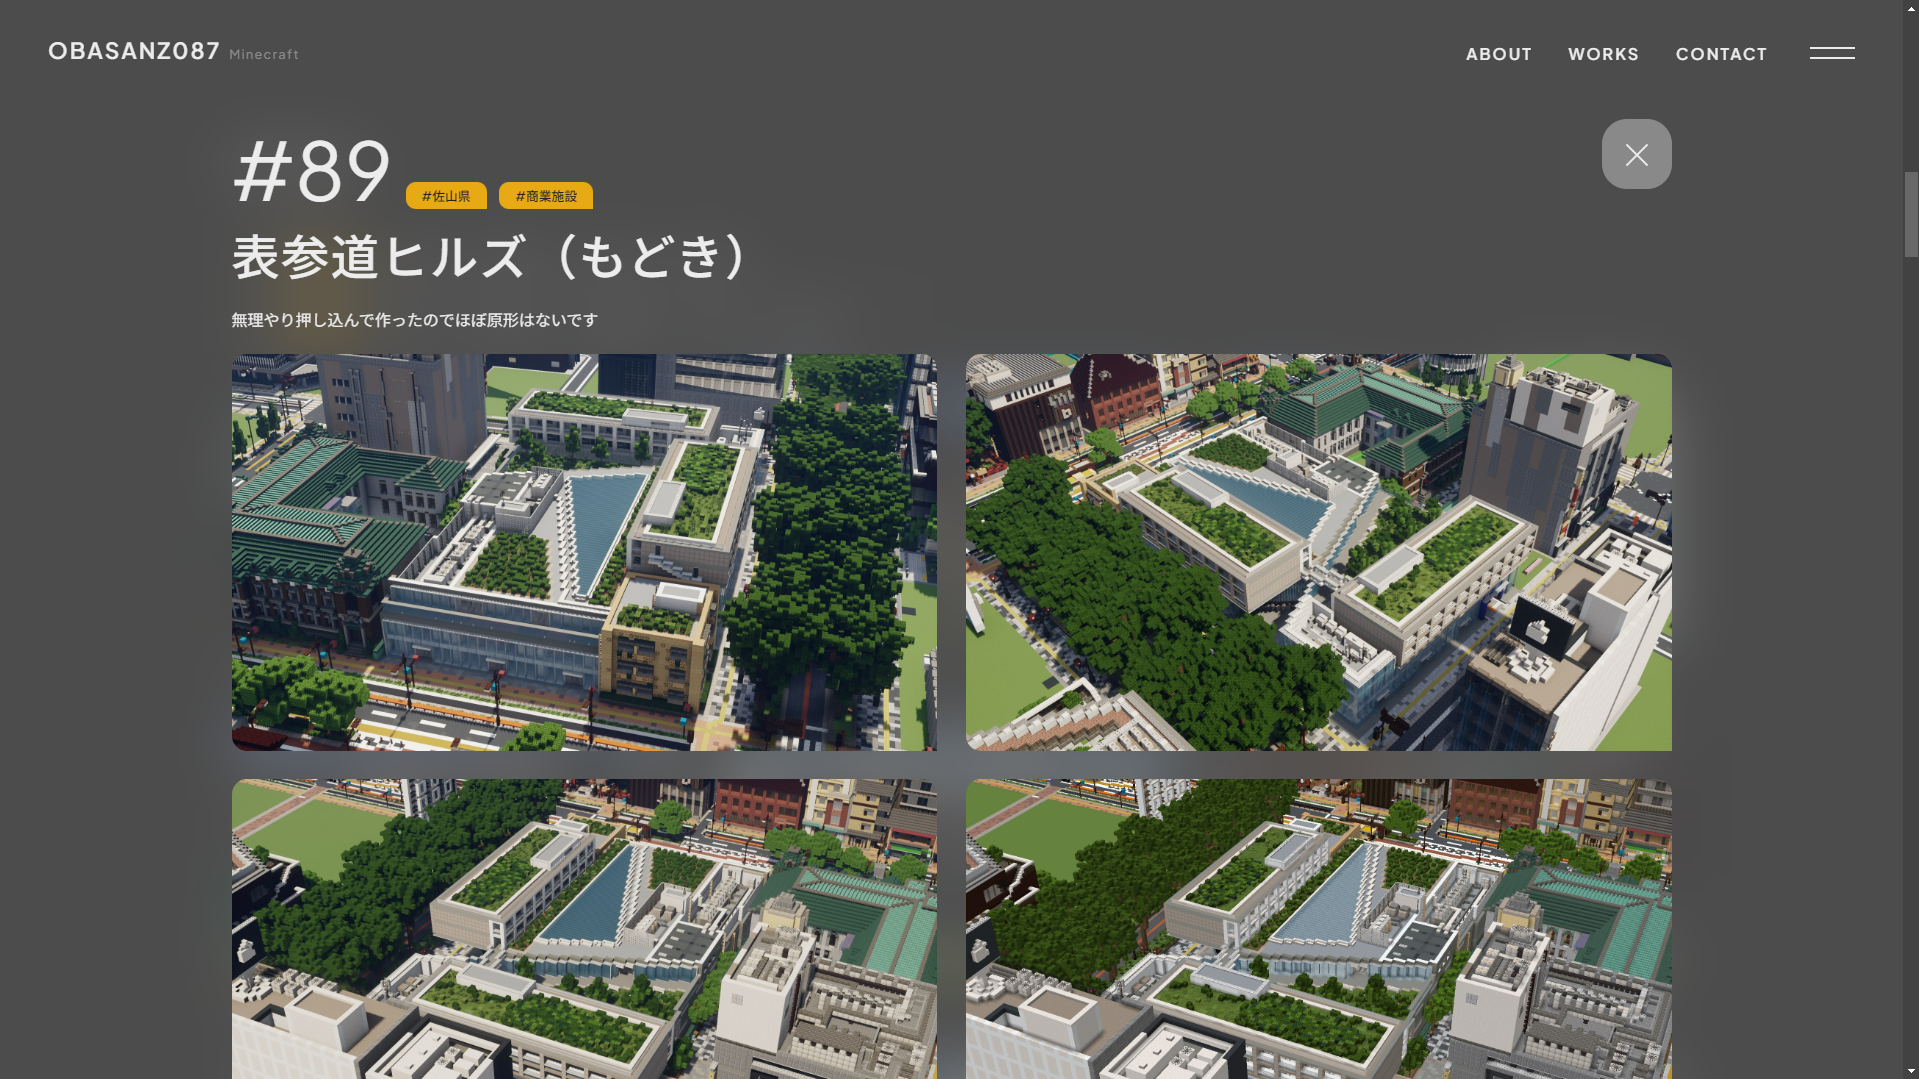 OBASANZ087 Minecraft
ABOUT WORKS CONTACT
#89
#佐山県 #商業施設
表参道ヒルズ（もどき）
無理やり押し込んで作ったのでほぼ原形はないです